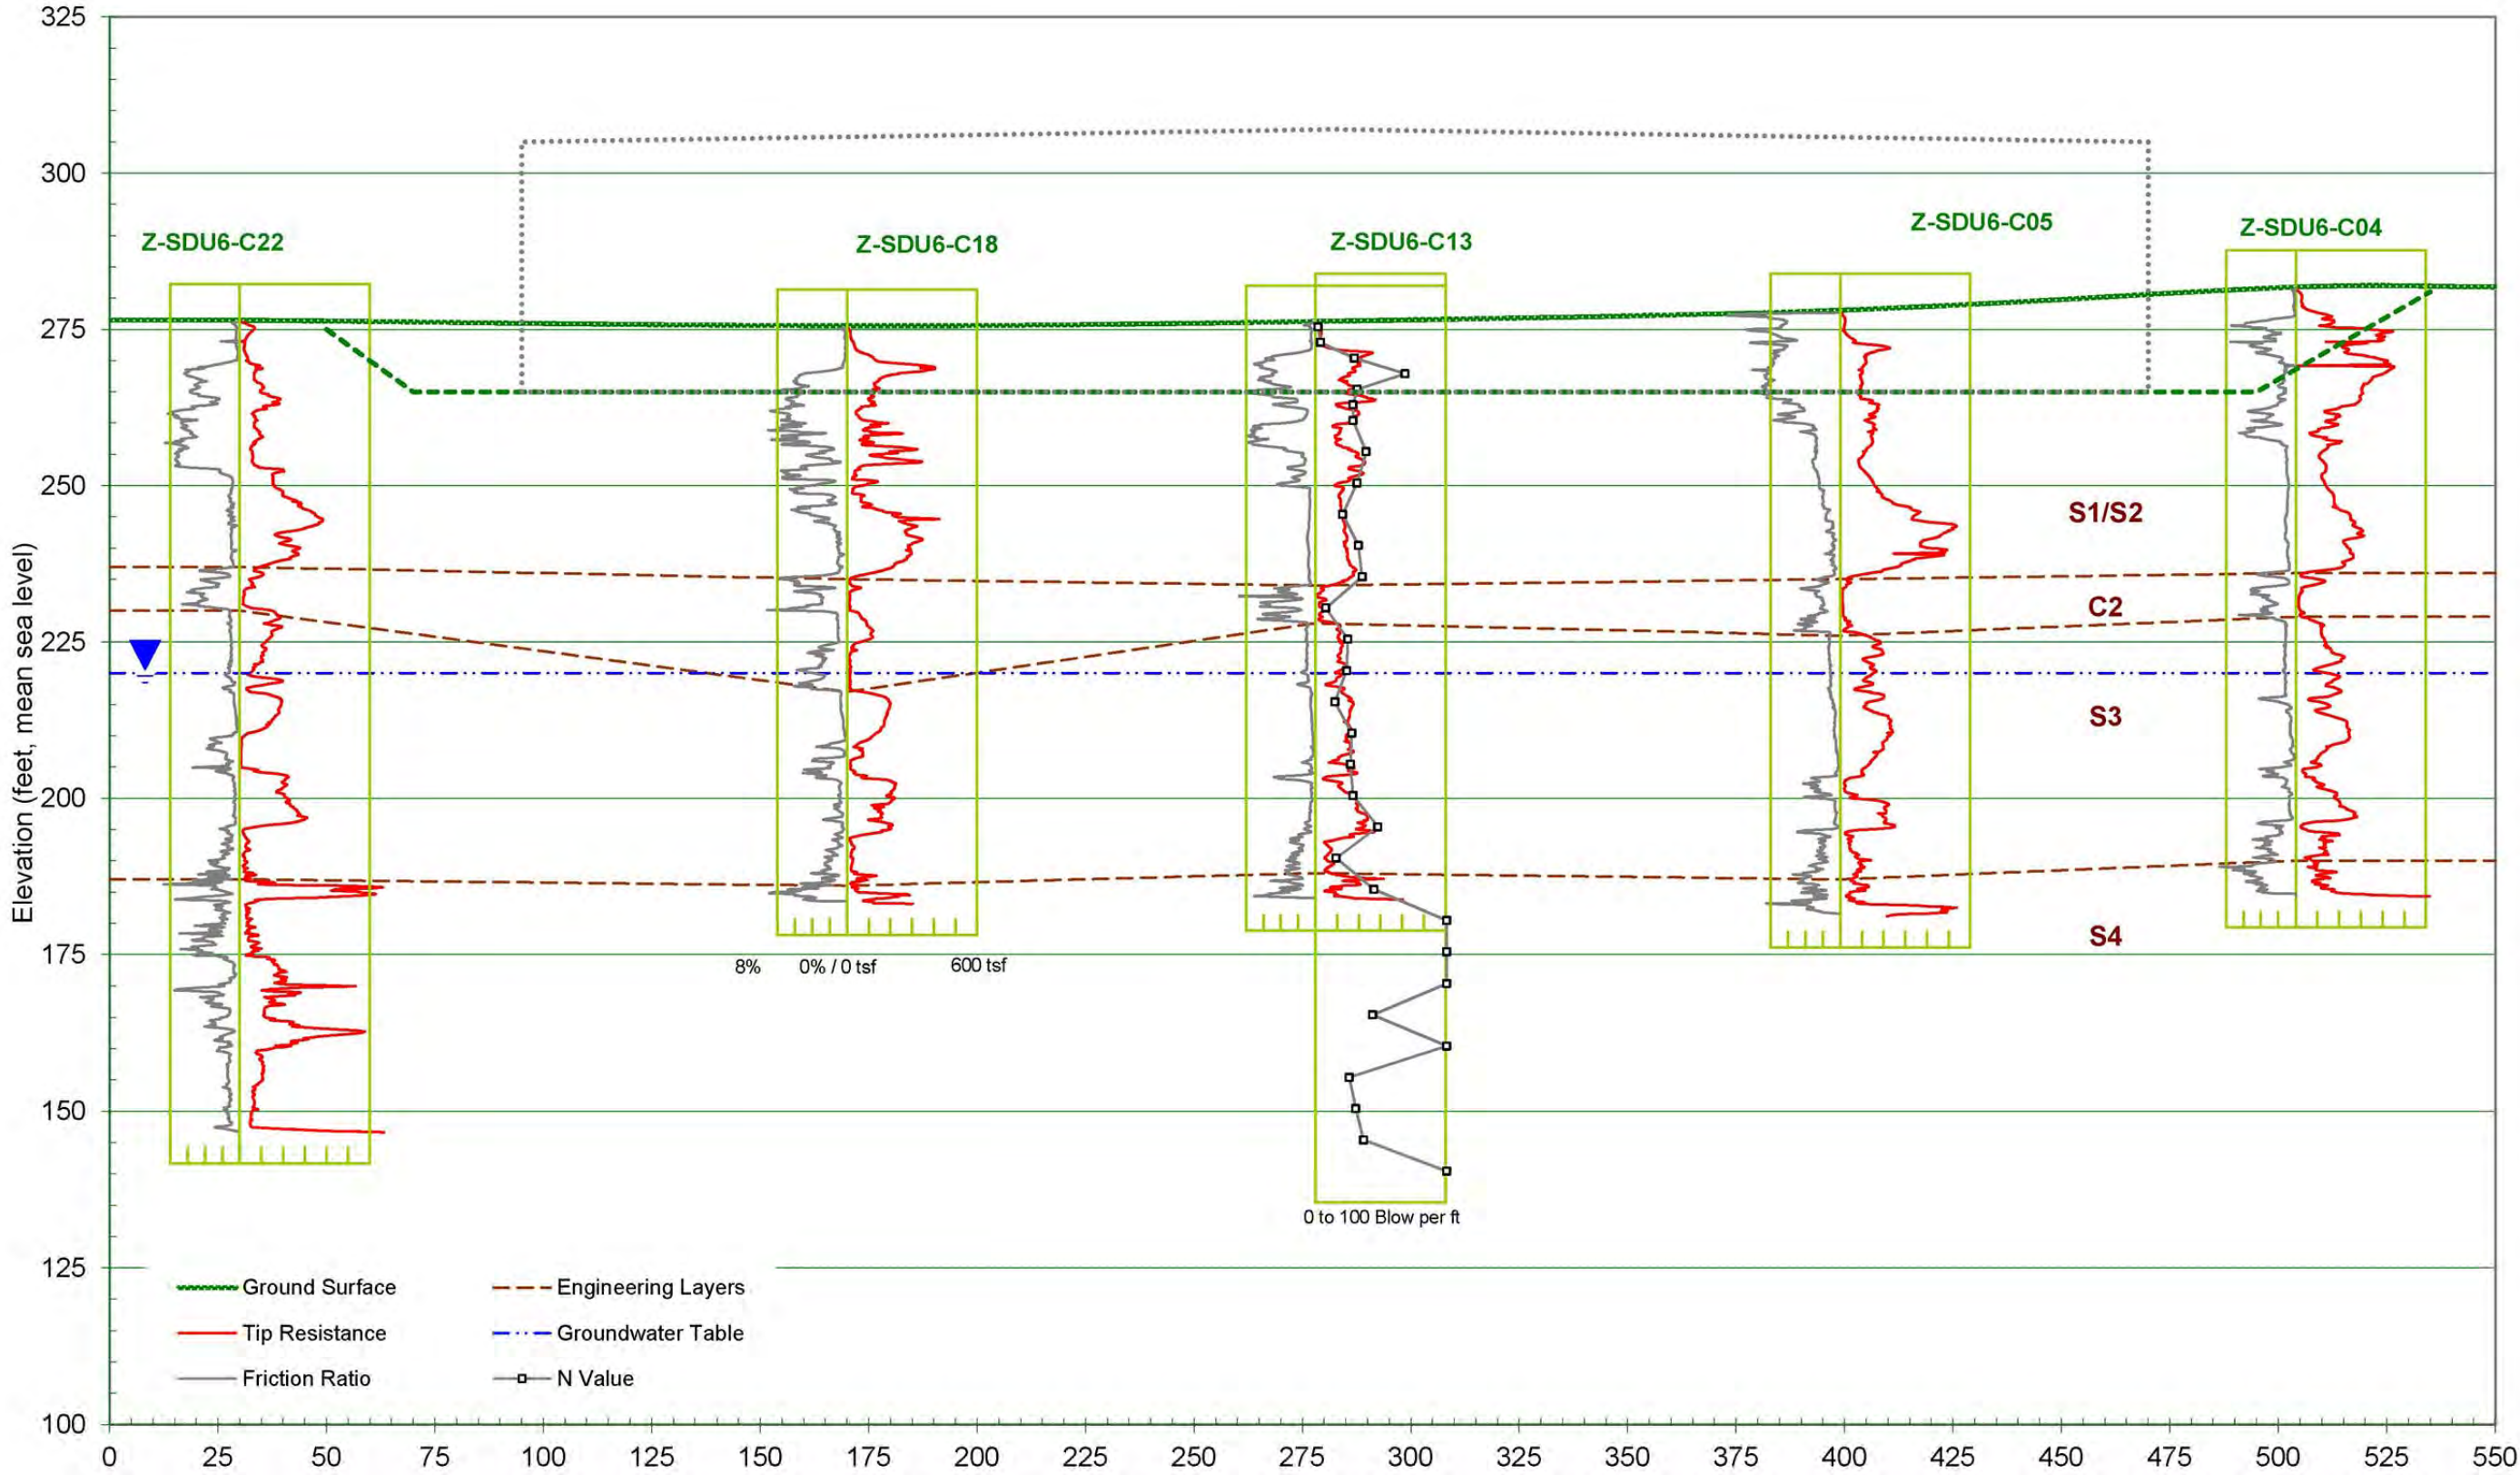 325
300
Z-SDU6-C22
Z-SDU6-C18
Z-SDU6-C13
Z-SDU6-C05
Z-SDU6-C04
275
250
S1/S2
C2
225
S3
Elevation (feet, mean sea level)
200
S4
175
8%
0% / 0 tsf
600 tsf
150
0 to 100 Blow per ft
125
Ground Surface
Engineering Layers
Tip Resistance
Groundwater Table
Friction Ratio
N Value
100
0 25 50 75 100 125 150 175 200 225 250 275 300 325 350 375 400 425 450 475 500 525 550